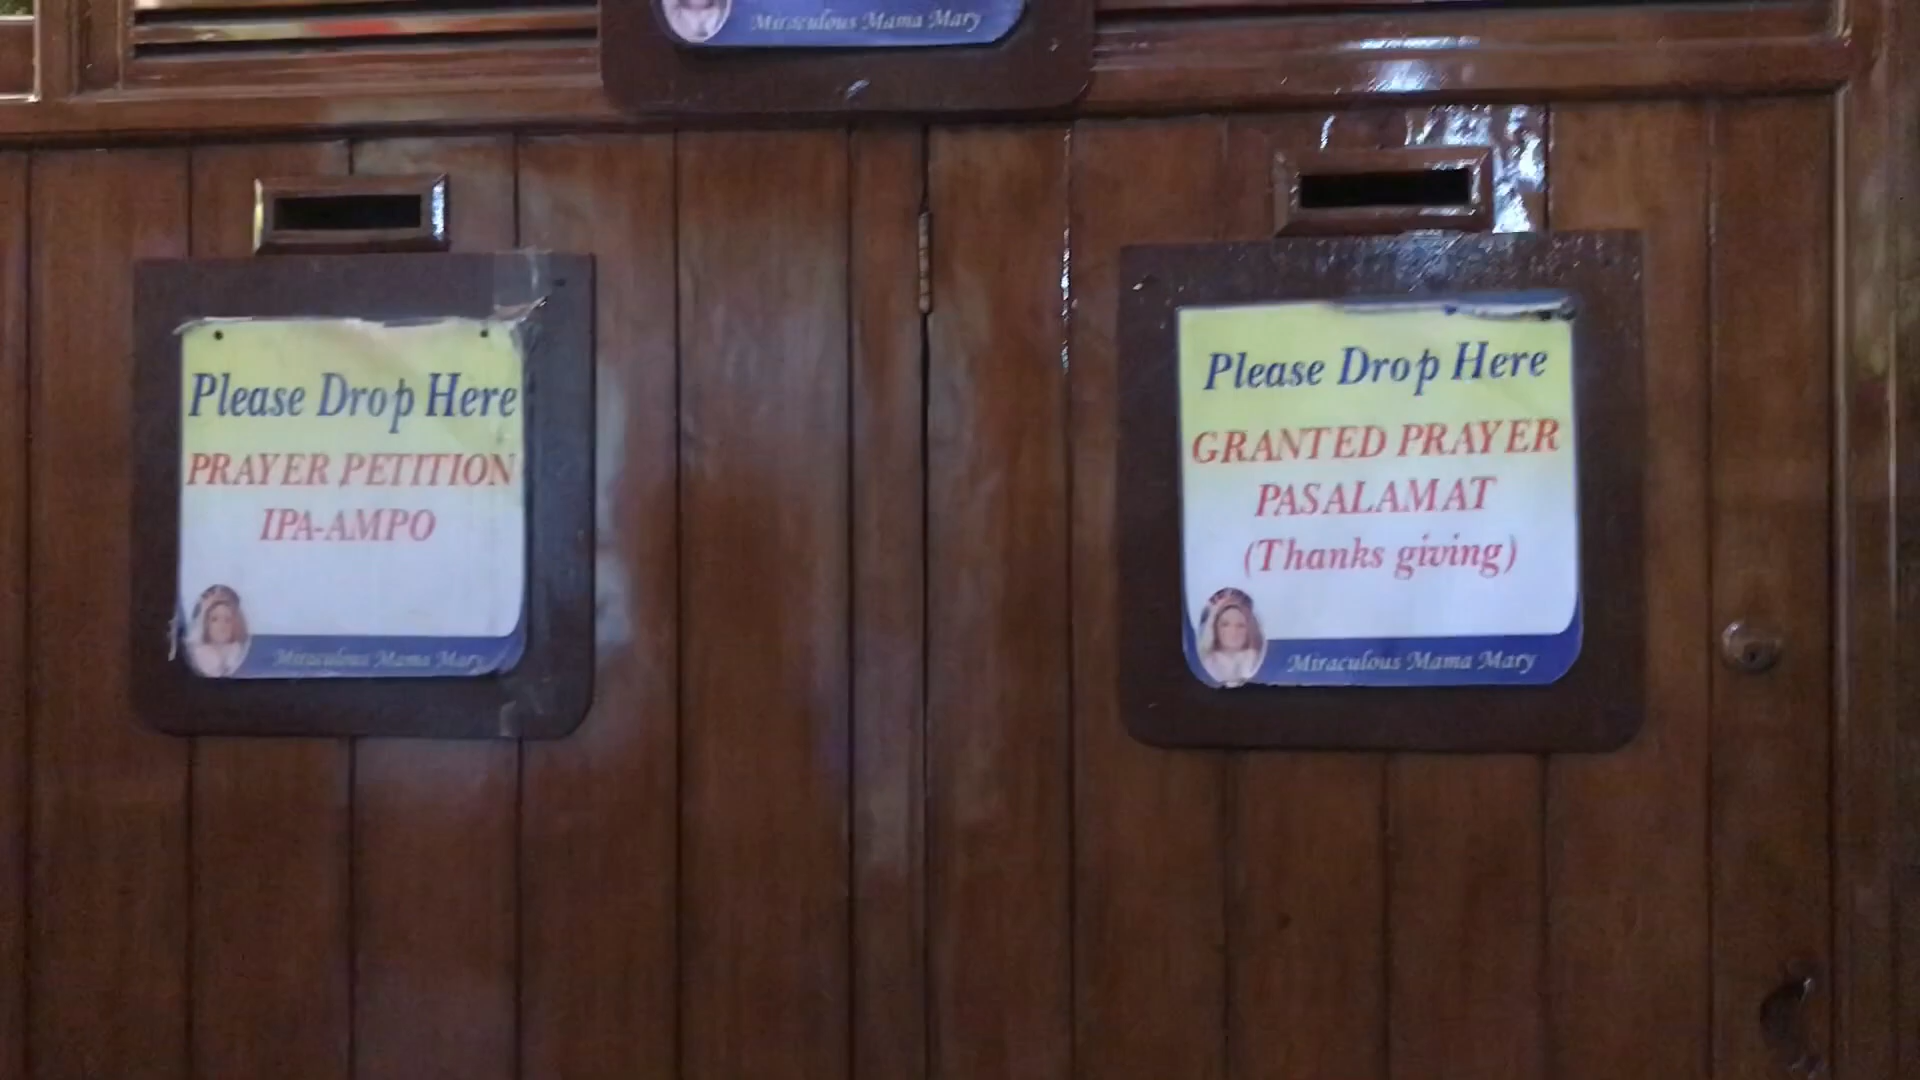 Miraculous Mama Mary
Please Drop Here
PRAYER PETITION
IPA-AMPO
Miraculous Mama Mary
Please Drop Here
GRANTED PRAYER
PASALAMAT
(Thanks giving)
Miraculous Mama Mary